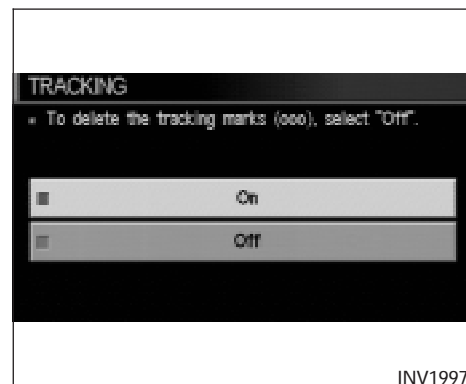 TRACKING
▪ To delete the tracking marks (ooo), select "Off".
On
Off
INV1997